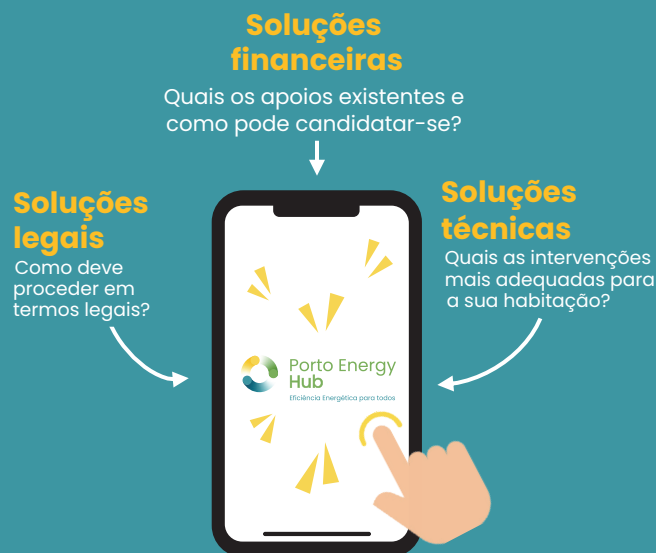 Soluções
financeiras
Quais os apoios existentes e
como pode candidatar-se?
Soluções
legais
Como deve
proceder em
termos legais?
Soluções
técnicas
Quais as intervenções
mais adequadas para
a sua habitação?
Porto Energy
Hub
Eficiência Energética para todos